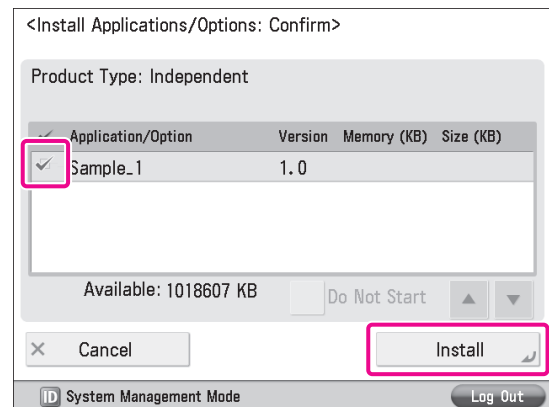 <Install Applications/Options: Confirm>
Product Type: Independent
Application/Option Version Memory (KB) Size (KB)
Sample_1 1.0
Available: 1018607 KB Do Not Start
Cancel Install
ID System Management Mode Log Out